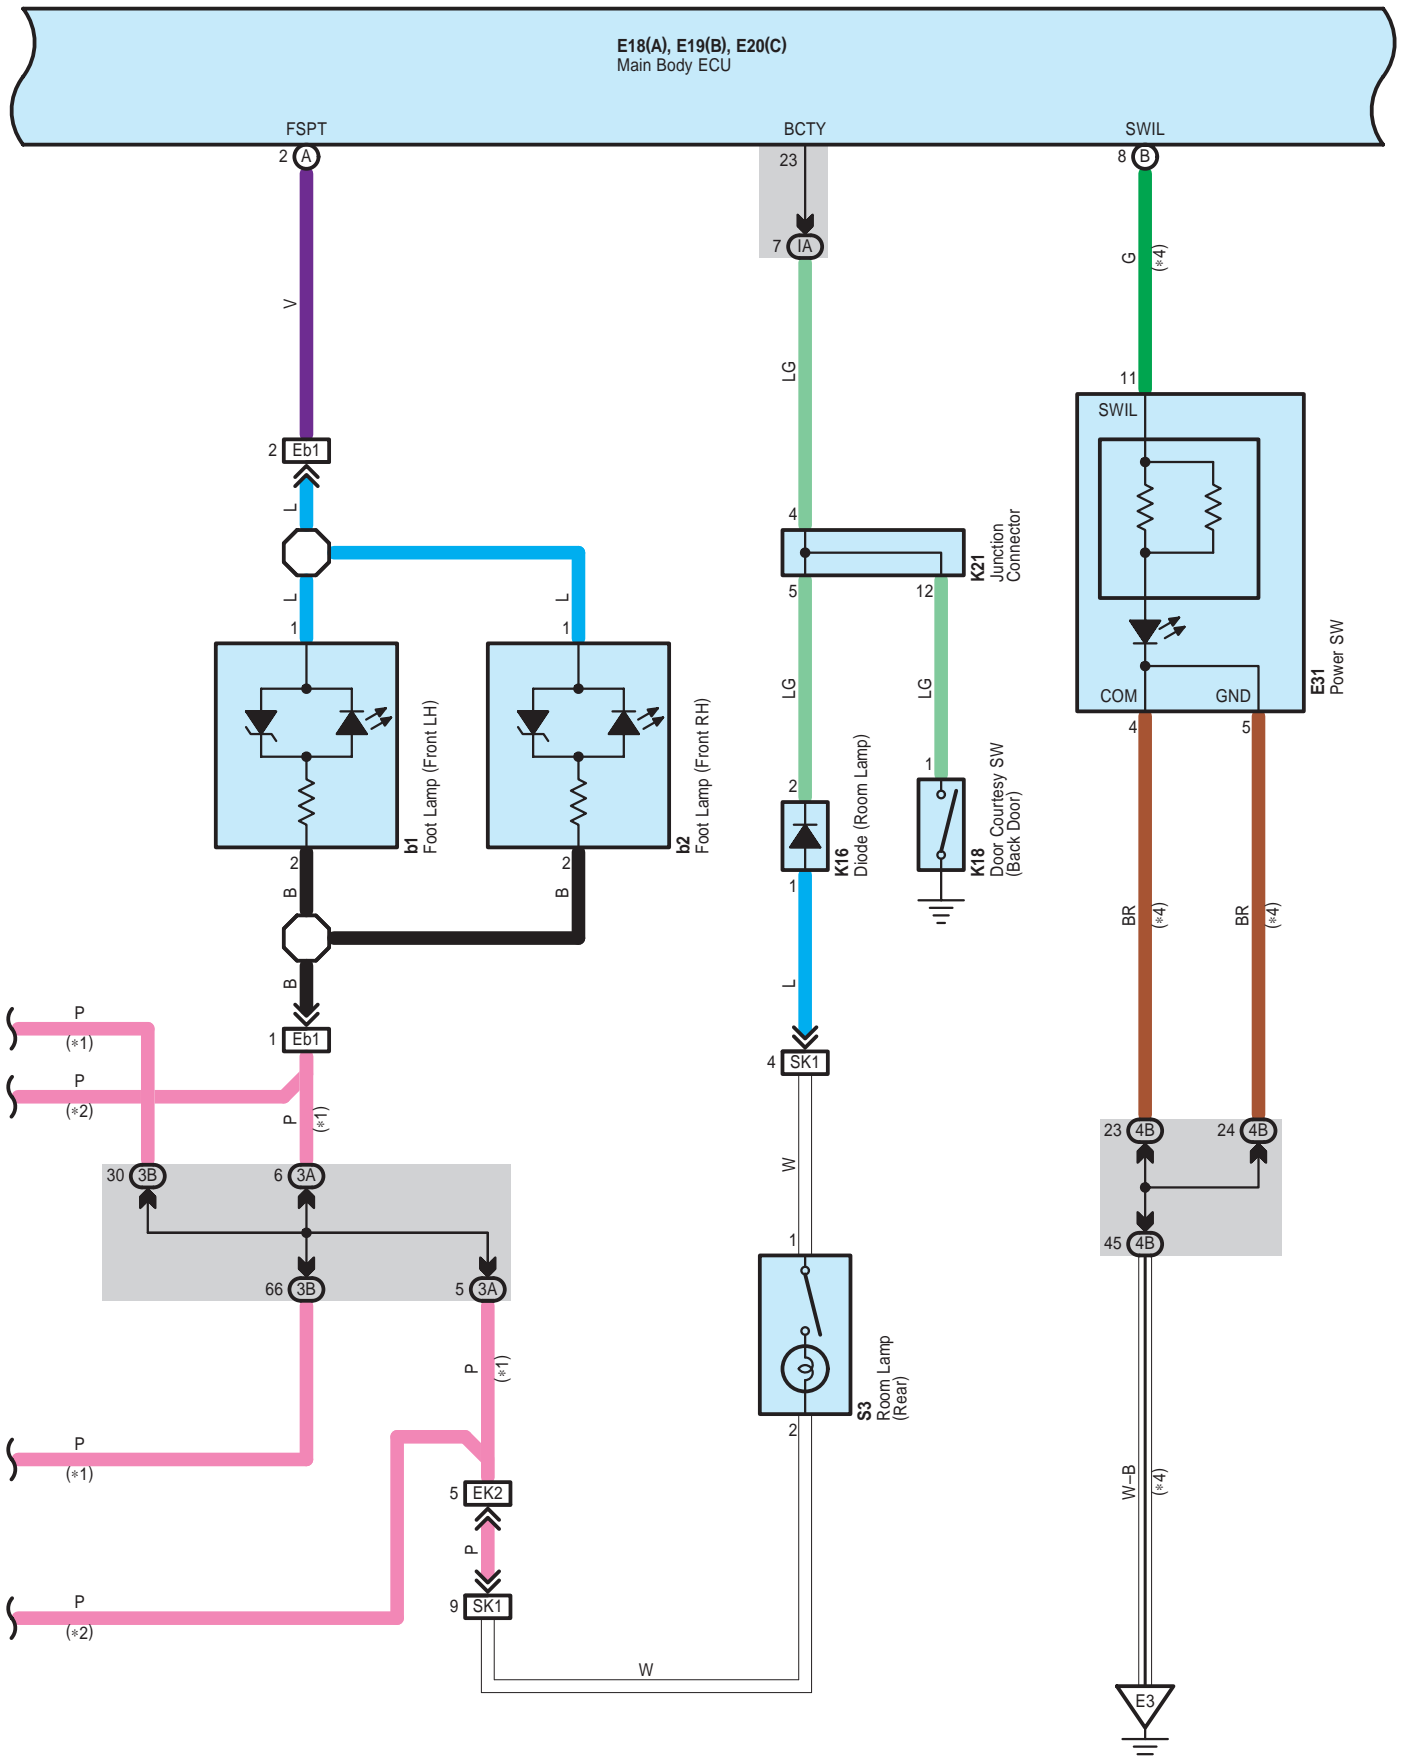 E18(A), E19(B), E20(C)
Main Body ECU
FSPT
BCTY
SWIL
2 A
23
8 B
7 IA
V
G
(*4)
LG
11
SWIL
2 Eb1
L
4
K21
Junction
Connector
L
L
5
12
1
1
LG
LG
COM
GND
E31
Power SW
4
5
b1
Foot Lamp (Front LH)
b2
Foot Lamp (Front RH)
2
1
K16
Diode (Room Lamp)
K18
Door Courtesy SW
(Back Door)
2
2
1
B
B
BR
(*4)
BR
(*4)
B
L
P
(*1)
1 Eb1
4 SK1
P
(*2)
P
(*1)
23 4B
24 4B
W
30 3B
6 3A
1
45 4B
66 3B
5 3A
P
(*1)
S3
Room Lamp
(Rear)
2
P
(*1)
W-B
(*4)
5 EK2
P
P
(*2)
9 SK1
W
E3